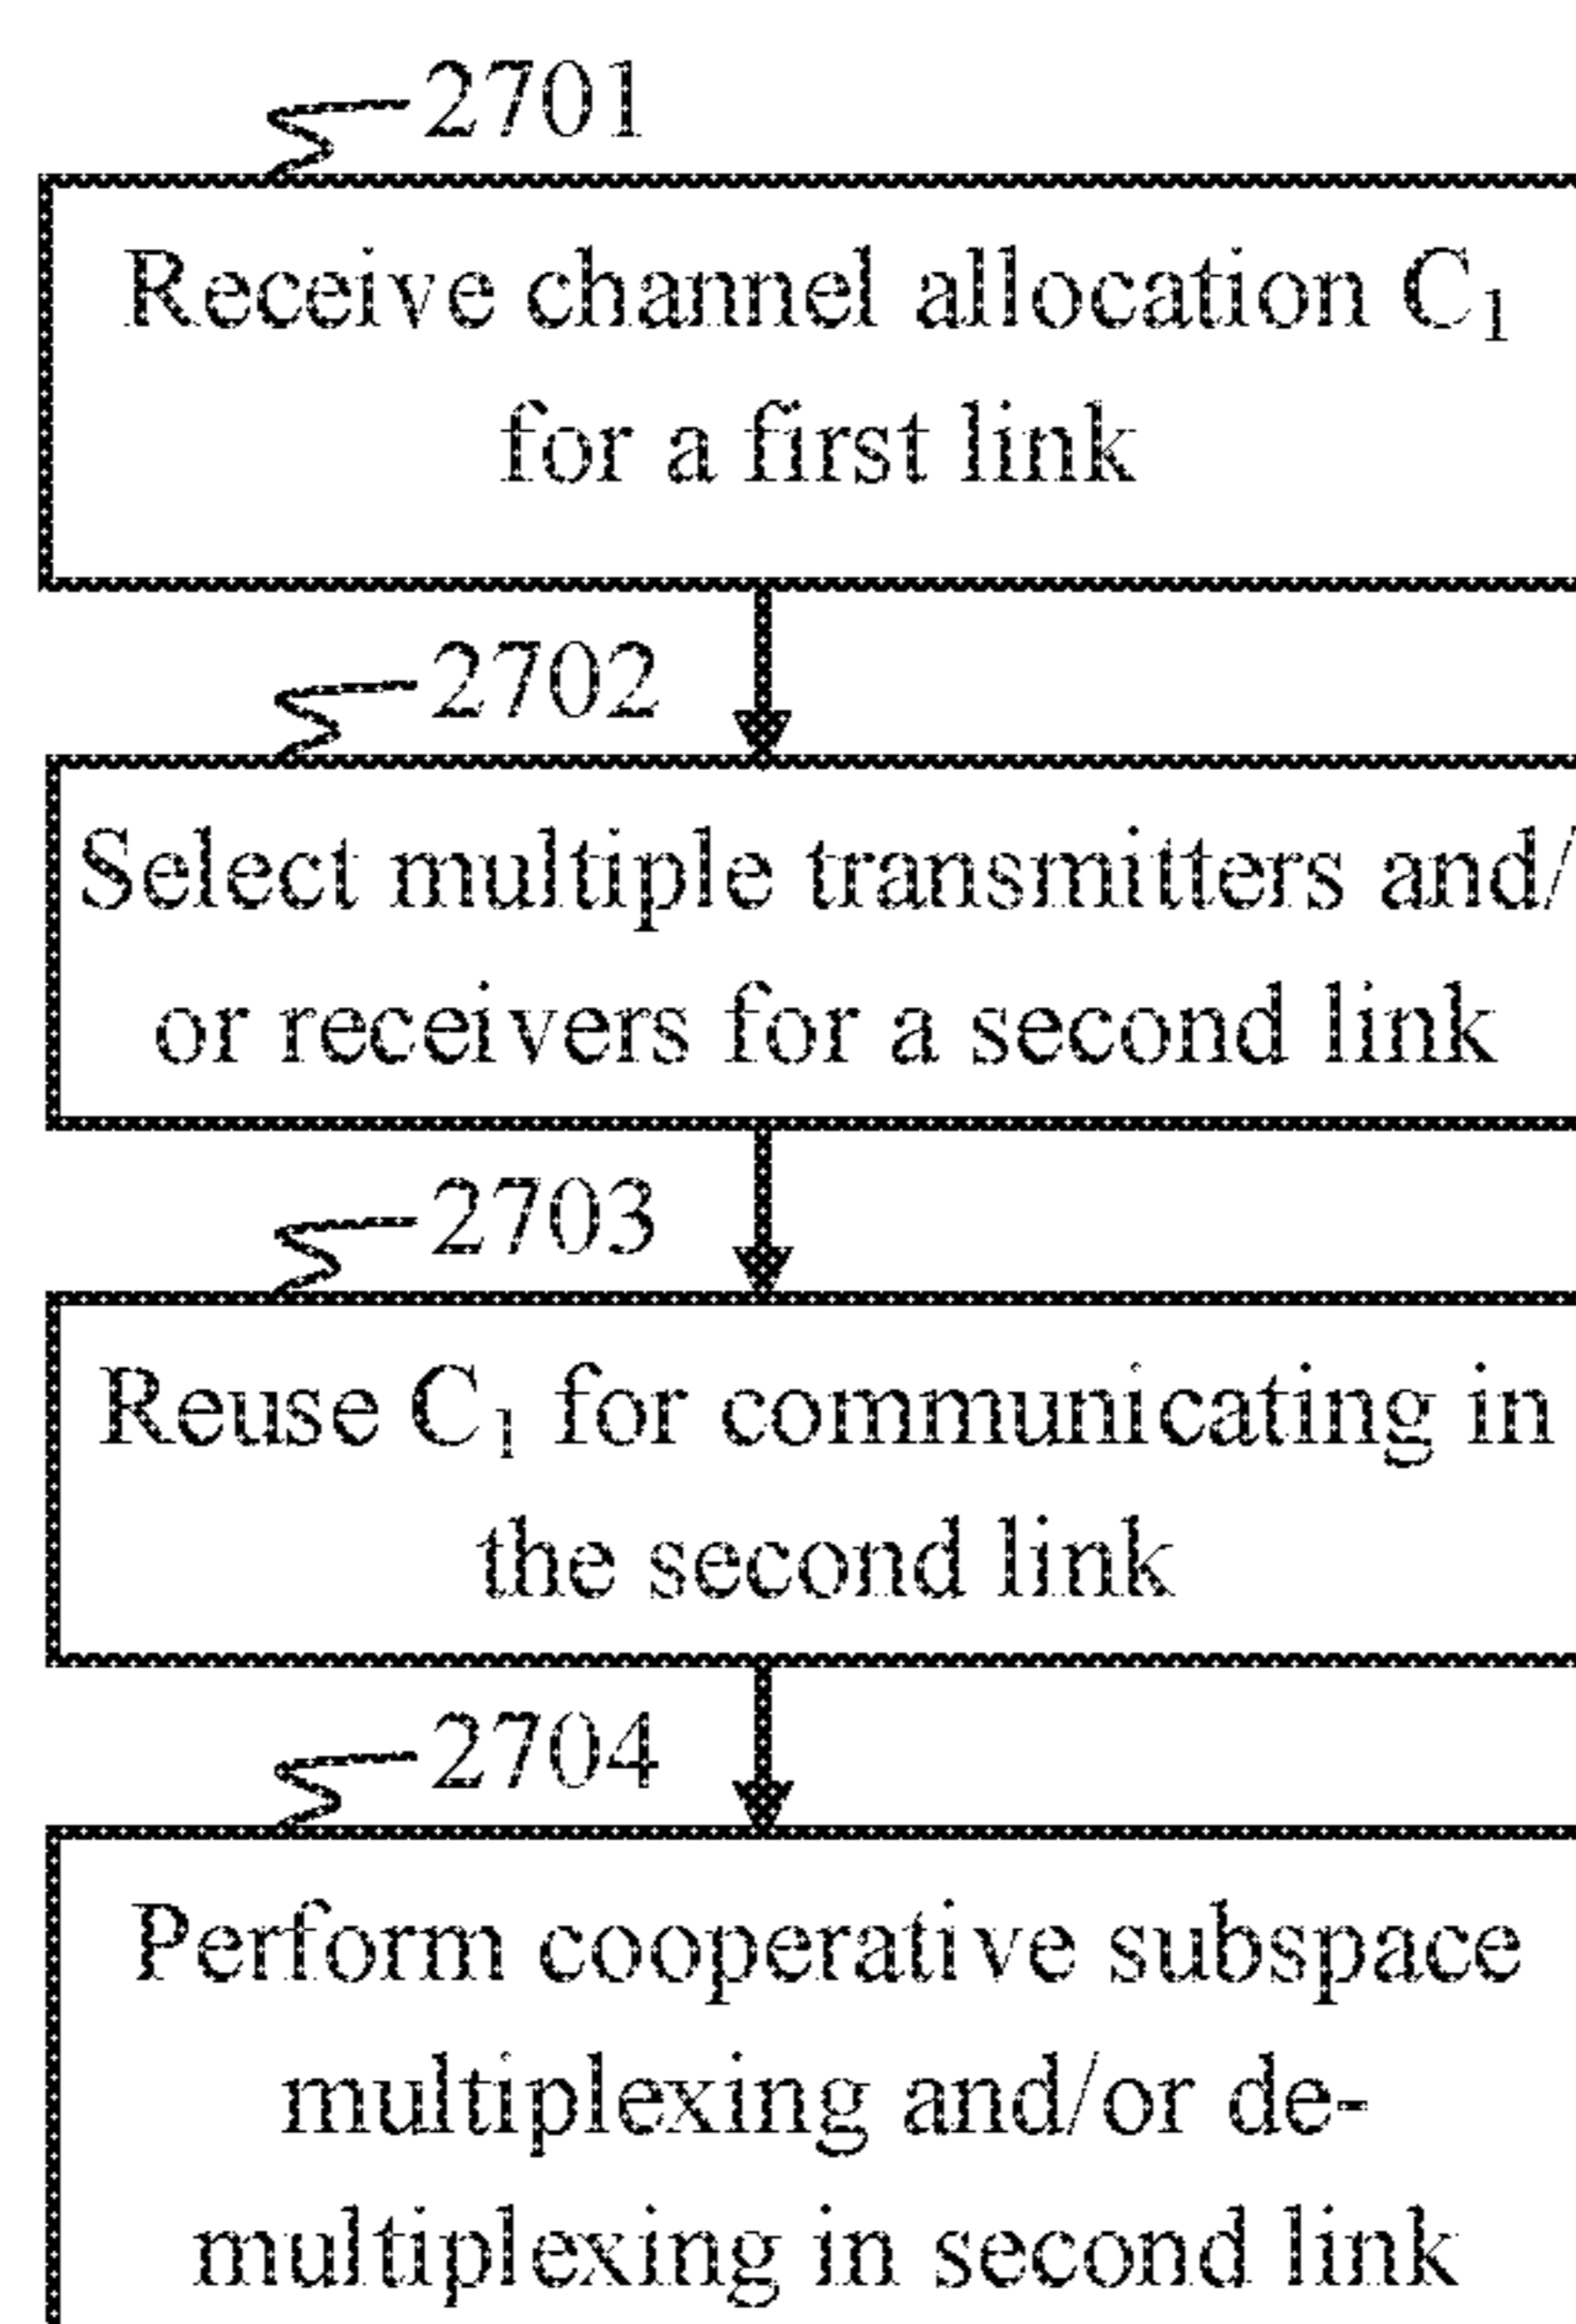 2701
Receive channel allocation C₁
for a first link
2702
Select multiple transmitters and/
or receivers for a second link
2703
Reuse C₁ for communicating in
the second link
2704
Perform cooperative subspace
multiplexing and/or de-
multiplexing in second link